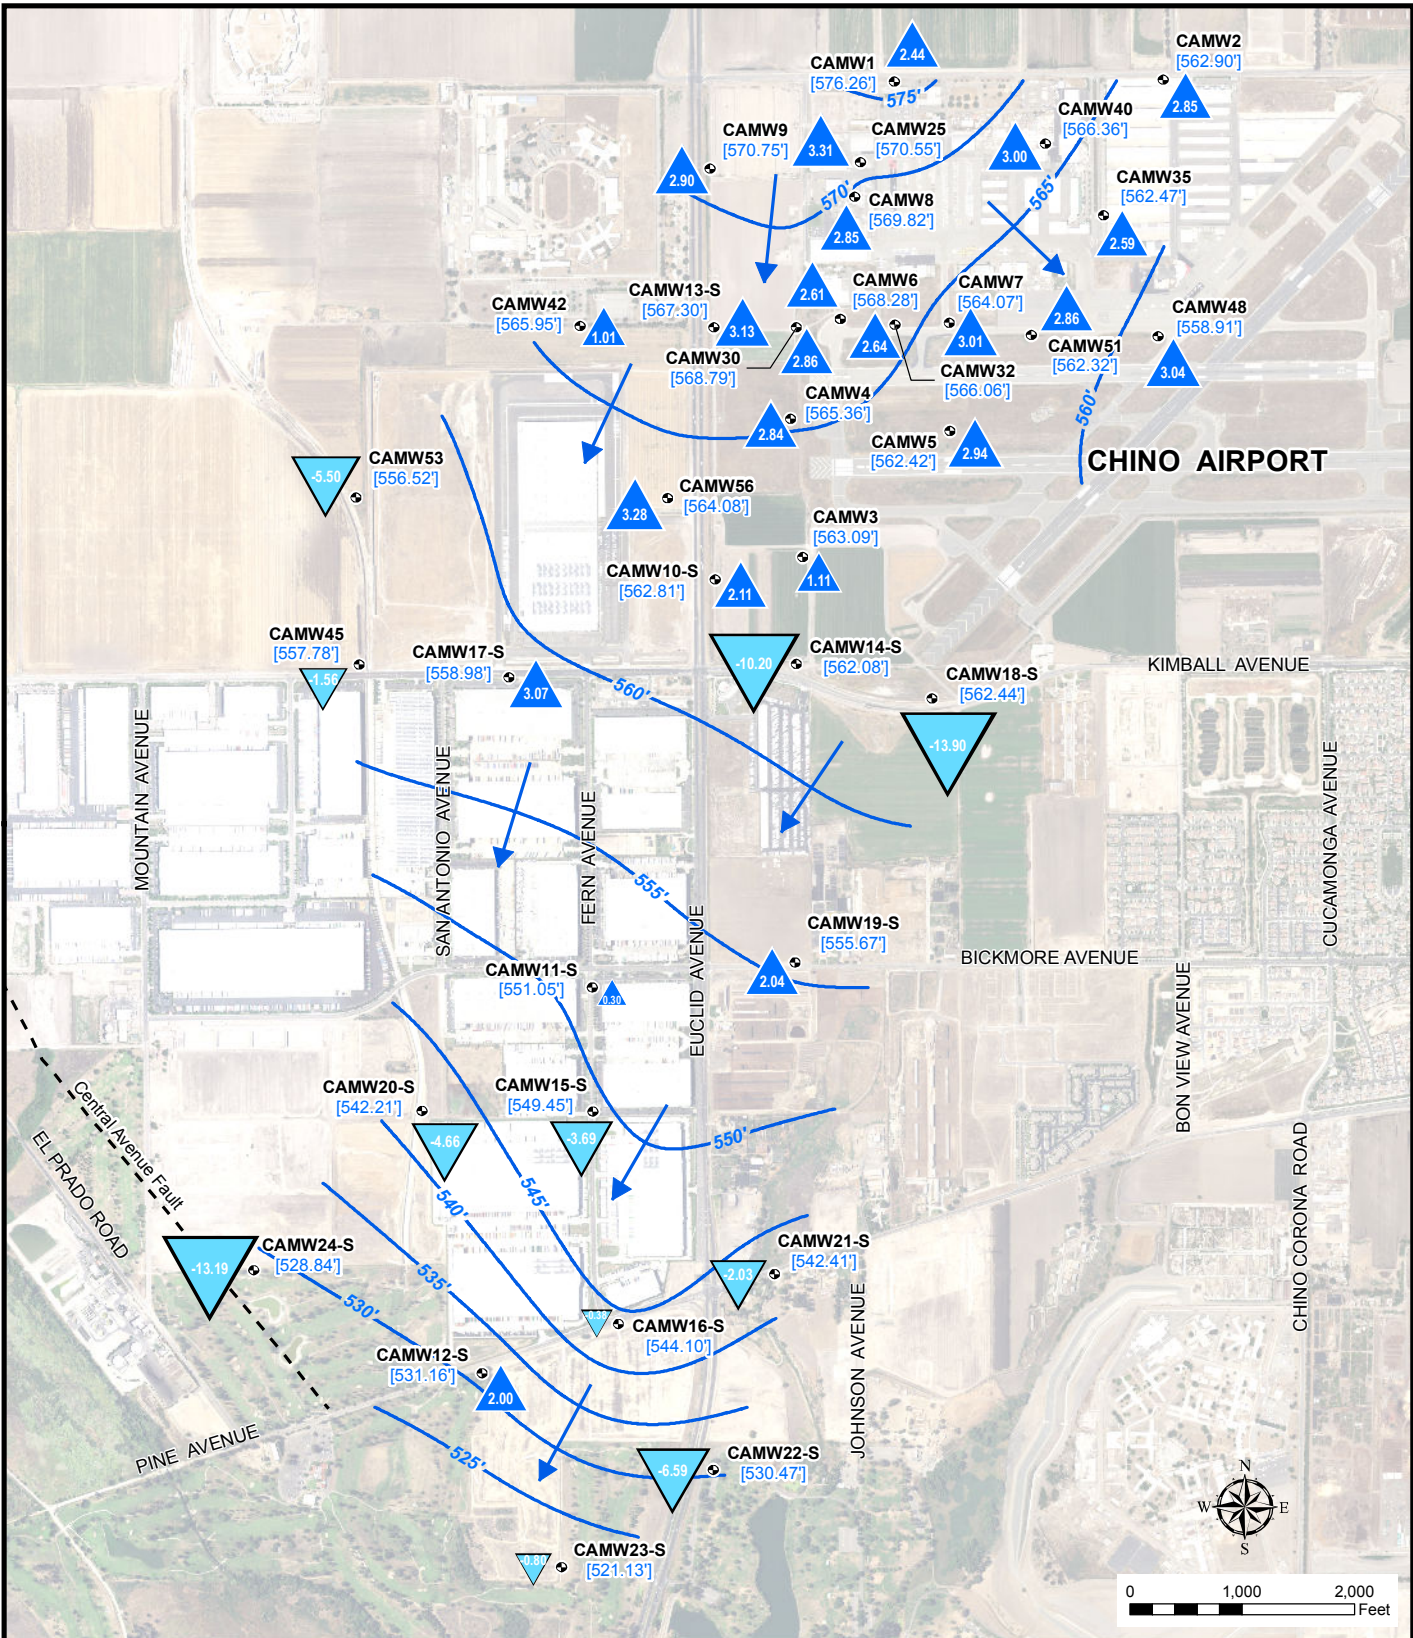 2.44
CAMW1
[576.26']
575'
CAMW2
[562.90']
2.85
CAMW40
[566.36']
3.00
CAMW9
[570.75']
2.90
3.31
CAMW25
[570.55']
570'
565'
CAMW8
[569.82']
2.85
CAMW35
[562.47']
2.59
CAMW42
[565.95']
1.01
CAMW13-S
[567.30']
3.13
2.61
CAMW6
[568.28']
2.64
CAMW7
[564.07']
3.01
2.86
CAMW51
[562.32']
CAMW48
[558.91']
3.04
CAMW30
[568.79']
2.86
CAMW32
[566.06']
CAMW4
[565.36']
2.84
CAMW5
[562.42']
2.94
560'
CHINO AIRPORT
CAMW53
[556.52']
-5.50
CAMW56
[564.08']
3.28
CAMW3
[563.09']
1.11
CAMW10-S
[562.81']
2.11
CAMW45
[557.78']
-1.56
CAMW17-S
[558.98']
3.07
560'
-10.20
CAMW14-S
[562.08']
CAMW18-S
[562.44']
-13.90
KIMBALL AVENUE
MOUNTAIN AVENUE
SAN ANTONIO AVENUE
FERN AVENUE
EUCLID AVENUE
CUCAMONGA AVENUE
555'
CAMW19-S
[555.67']
2.04
BICKMORE AVENUE
BON VIEW AVENUE
CAMW11-S
[551.05']
0.30
CAMW20-S
[542.21']
-4.66
CAMW15-S
[549.45']
-3.69
550'
545'
540'
535'
530'
525'
Central Avenue Fault
EL PRADO ROAD
CAMW24-S
[528.84']
-13.19
CAMW21-S
[542.41']
-2.03
CAMW16-S
[544.10']
CAMW12-S
[531.16']
2.00
JOHNSON AVENUE
CHINO CORONA ROAD
PINE AVENUE
CAMW22-S
[530.47']
-6.59
CAMW23-S
[521.13']
-0.80
N
W
E
S
0 1,000 2,000
Feet